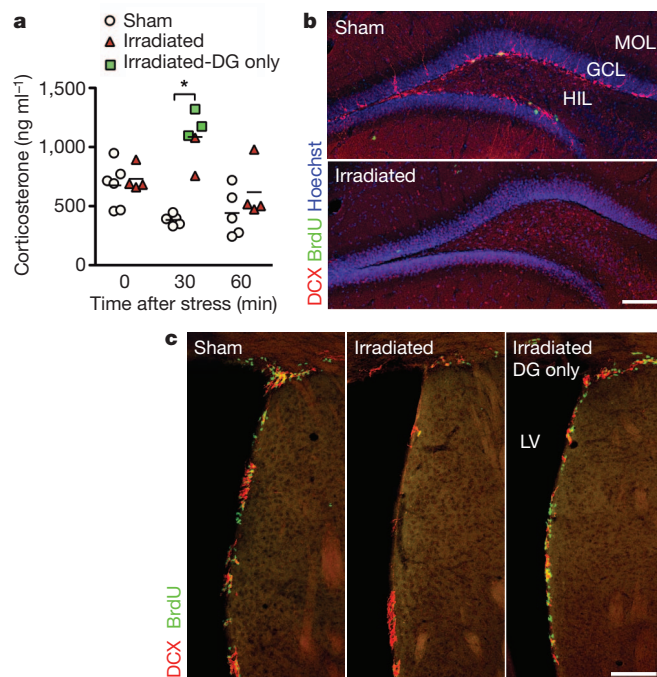 a
Sham
Irradiated
Irradiated-DG only
Corticosterone (ng ml⁻¹)
1,500
1,000
500
0
*
0 30 60
Time after stress (min)
b
Sham
MOL
GCL
HIL
Irradiated
DCX BrdU Hoechst
c
Sham
Irradiated
Irradiated
DG only
LV
DCX BrdU